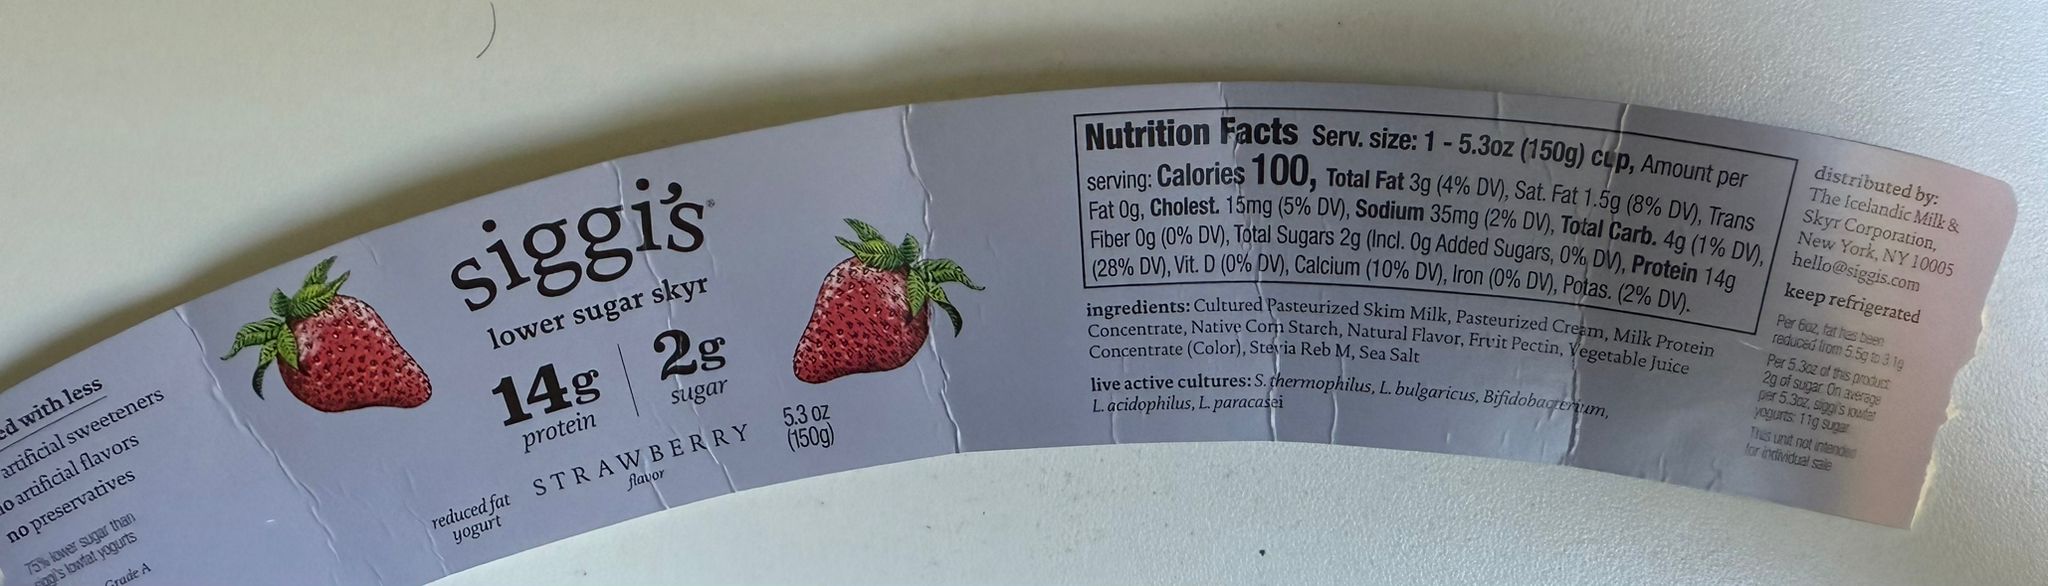 ed with less
artificial sweeteners
no artificial flavors
no preservatives
75% lower sugar than
siggi's lowfat yogurts
Grade A
siggi's®
lower sugar skyr
14g
protein
2g
sugar
STRAWBERRY
flavor
reduced fat
yogurt
5.3 OZ
(150g)
Nutrition Facts Serv. size: 1 - 5.3oz (150g) cup, Amount per
serving: Calories 100, Total Fat 3g (4% DV), Sat. Fat 1.5g (8% DV), Trans
Fat 0g, Cholest. 15mg (5% DV), Sodium 35mg (2% DV), Total Carb. 4g (1% DV),
Fiber 0g (0% DV), Total Sugars 2g (Incl. 0g Added Sugars, 0% DV), Protein 14g
(28% DV), Vit. D (0% DV), Calcium (10% DV), Iron (0% DV), Potas. (2% DV).
ingredients: Cultured Pasteurized Skim Milk, Pasteurized Cream, Milk Protein
Concentrate, Native Corn Starch, Natural Flavor, Fruit Pectin, Vegetable Juice
Concentrate (Color), Stevia Reb M, Sea Salt
live active cultures: S. thermophilus, L. bulgaricus, Bifidobacterium,
L. acidophilus, L. paracasei
distributed by:
The Icelandic Milk &
Skyr Corporation,
New York, NY 10005
hello@siggis.com
keep refrigerated
Per 6oz, fat has been
reduced from 5.5g to 3.1g
Per 5.3oz of this product:
2g of sugar. On average
per 5.3oz, siggi's lowfat
yogurts: 11g sugar
This unit not intended
for individual sale